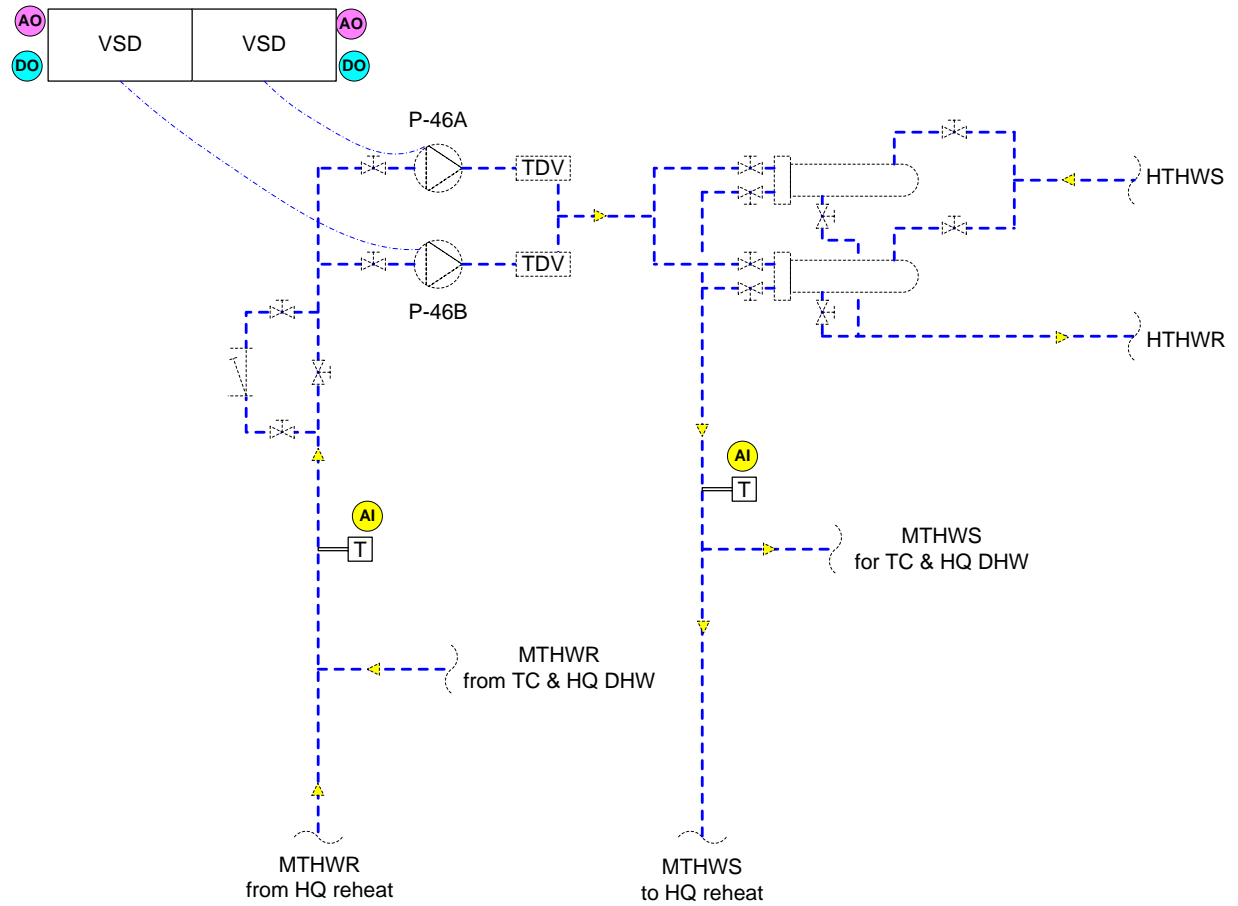 AO
VSD
VSD
AO
DO
DO
P-46A
TDV
HTHWS
TDV
P-46B
HTHWR
AI
T
AI
T
MTHWS
for TC & HQ DHW
MTHWR
from TC & HQ DHW
MTHWR
from HQ reheat
MTHWS
to HQ reheat